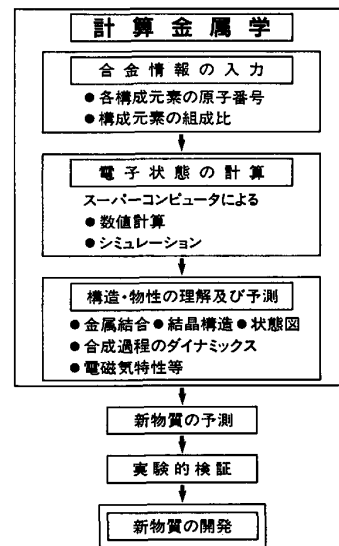 計算金属学
合金情報の入力
●各構成元素の原子番号
●構成元素の組成比
電子状態の計算
スーパーコンピュータによる
●数値計算
●シミュレーション
構造・物性の理解及び予測
●金属結合●結晶構造●状態図
●合成過程のダイナミックス
●電磁気特性等
新物質の予測
実験的検証
新物質の開発